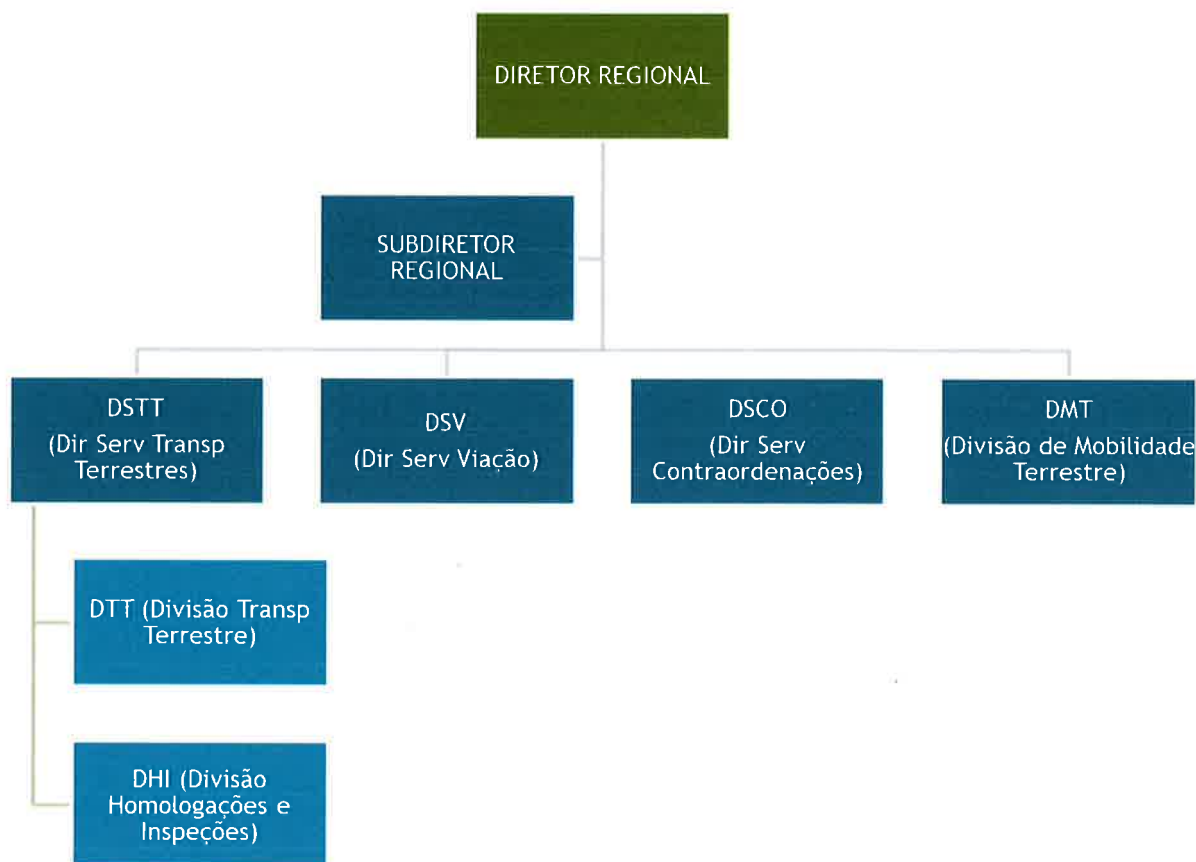 DIRETOR REGIONAL
SUBDIRETOR
REGIONAL
DSTT
(Dir Serv Transp
Terrestres)
DSV
(Dir Serv Viação)
DSCO
(Dir Serv
Contraordenações)
DMT
(Divisão de Mobilidade
Terrestre)
DTT (Divisão Transp
Terrestre)
DHI (Divisão
Homologações e
Inspeções)